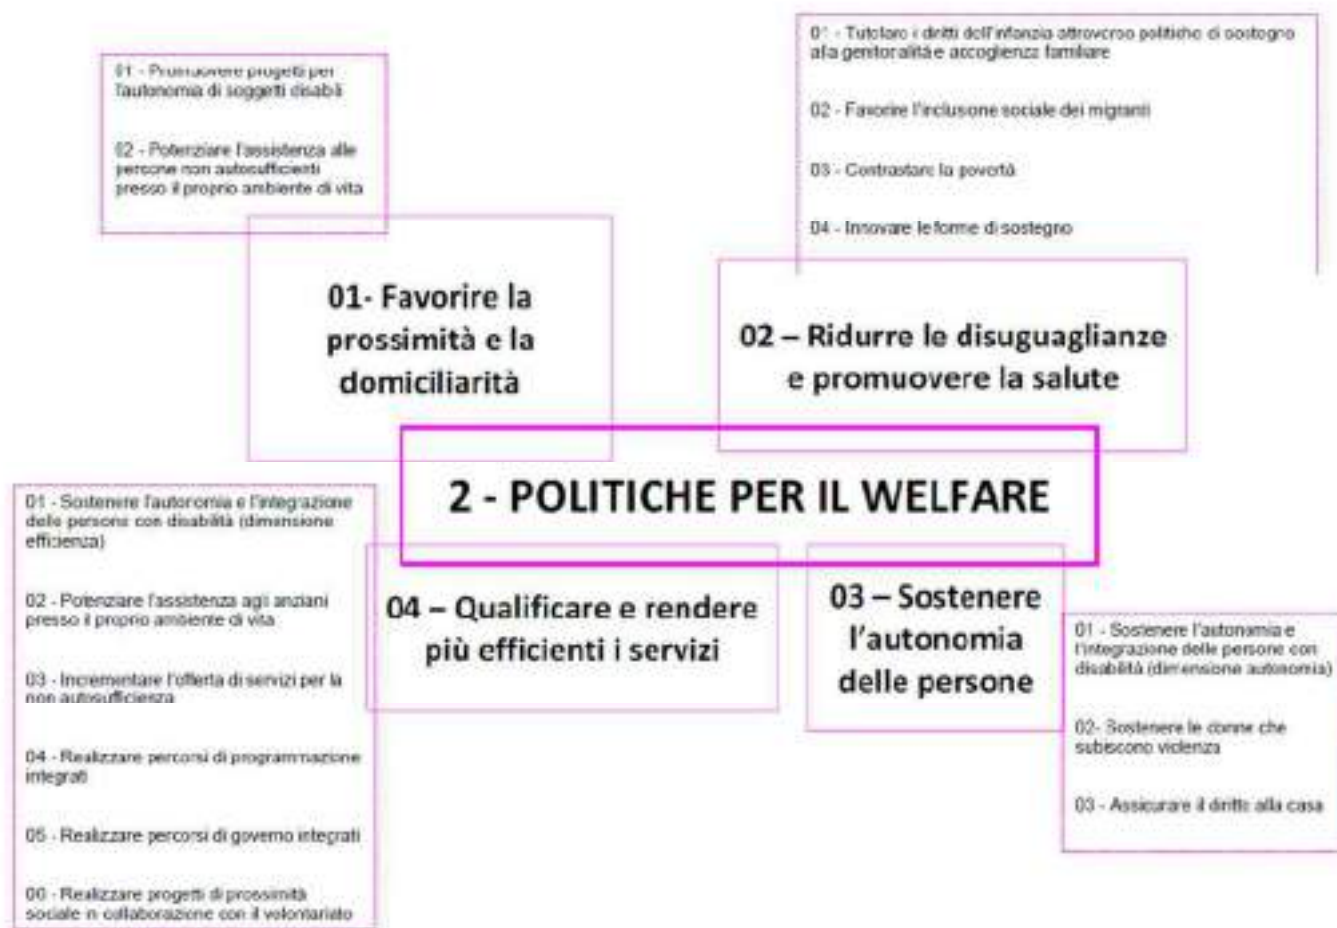 01 - Promuovere progetti per
l'autonomia di soggetti disabili
02 - Potenziare l'assistenza alle
persone non autosufficienti
presso il proprio ambiente di vita
01 - Tutelare i diritti dell'infanzia attraverso politiche di sostegno
alla genitorialità e accoglienza familiare
02 - Favorire l'inclusione sociale dei migranti
03 - Contrastare la povertà
04 - Innovare le forme di sostegno
01- Favorire la
prossimità e la
domiciliarità
02 – Ridurre le disuguaglianze
e promuovere la salute
2 - POLITICHE PER IL WELFARE
01 - Sostenere l'autonomia e l'integrazione
delle persone con disabilità (dimensione
efficienza)
02 - Potenziare l'assistenza agli anziani
presso il proprio ambiente di vita
03 - Incrementare l'offerta di servizi per la
non autosufficienza
04 - Realizzare percorsi di programmazione
integrati
05 - Realizzare percorsi di governo integrati
06 - Realizzare progetti di prossimità
sociale in collaborazione con il volontariato
04 – Qualificare e rendere
più efficienti i servizi
03 – Sostenere
l'autonomia
delle persone
01 - Sostenere l'autonomia e
l'integrazione delle persone con
disabilità (dimensione autonomia)
02- Sostenere le donne che
subiscono violenza
03 - Assicurare il diritto alla casa